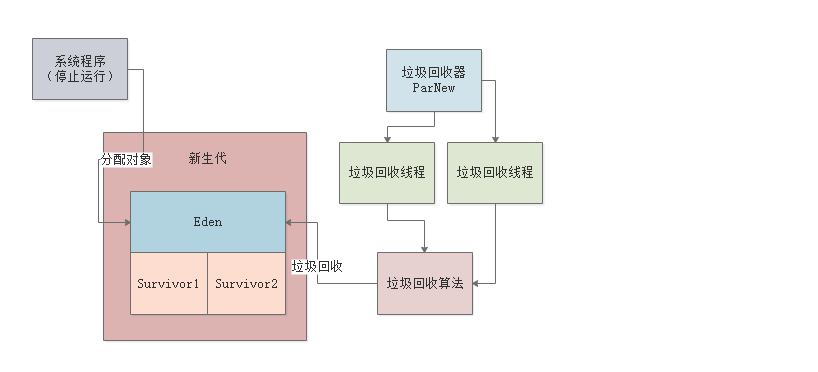 系统程序
（停止运行）
垃圾回收器
ParNew
分配对象
新生代
垃圾回收线程
垃圾回收线程
Eden
垃圾回收
Survivor1
Survivor2
垃圾回收算法